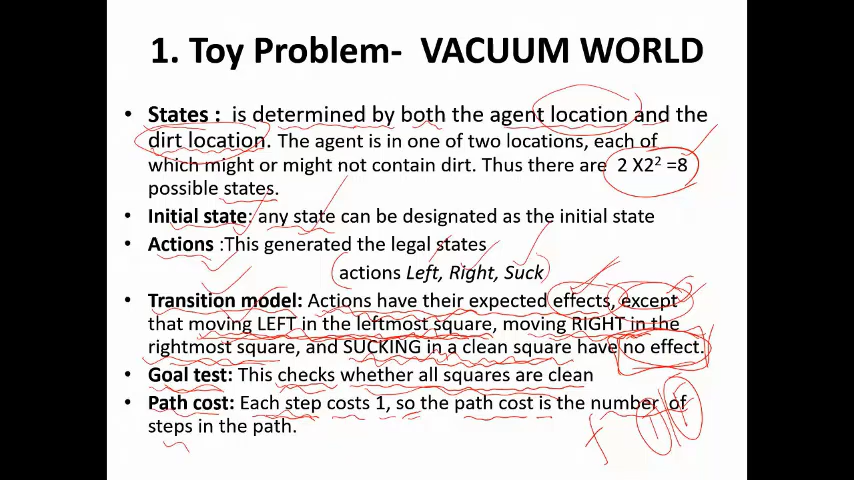 1. Toy Problem- VACUUM WORLD
• States : is determined by both the agent location and the
dirt location. The agent is in one of two locations, each of
which might or might not contain dirt. Thus there are 2 X2² =8
possible states.
• Initial state: any state can be designated as the initial state
• Actions :This generated the legal states
actions Left, Right, Suck
• Transition model: Actions have their expected effects, except
that moving LEFT in the leftmost square, moving RIGHT in the
rightmost square, and SUCKING in a clean square have no effect.
• Goal test: This checks whether all squares are clean
• Path cost: Each step costs 1, so the path cost is the number of
steps in the path.